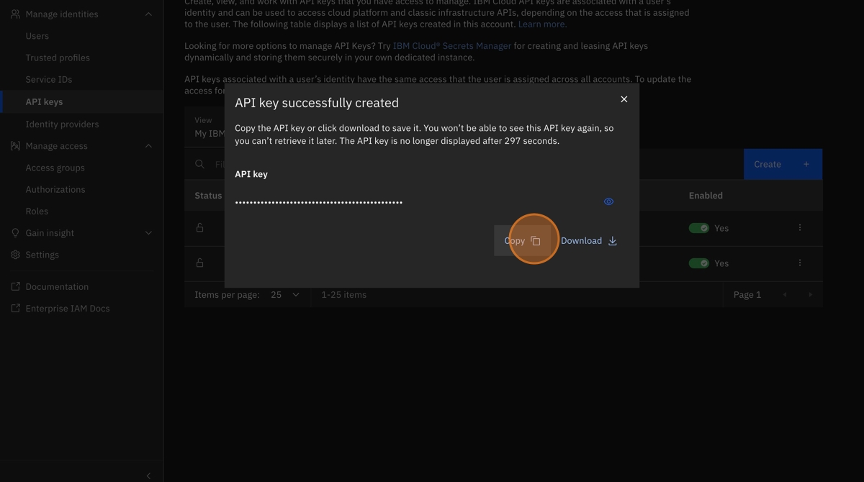 Manage identities
Users
Trusted profiles
Service IDs
API keys
Identity providers
Manage access
Access groups
Authorizations
Roles
Gain insight
Settings
Documentation
Enterprise IAM Docs
Create, view, and work with API keys that you have access to manage. IBM Cloud API keys are associated with a user's
identity and can be used to access cloud platform and classic infrastructure APIs, depending on the access that is assigned
to the user. The following table displays a list of API keys created in this account. Learn more.
Looking for more options to manage API Keys? Try IBM Cloud® Secrets Manager for creating and leasing API keys
dynamically and storing them securely in your own dedicated instance.
API keys associated with a user's identity have the same access that the user is assigned across all accounts. To update the
access for
View
My IBM
API key successfully created
Copy the API key or click download to save it. You won't be able to see this API key again, so
you can't retrieve it later. The API key is no longer displayed after 297 seconds.
API key
••••••••••••••••••••••••••••••••••••••••••••
Copy
Download
Create +
Status
Enabled
Yes
Yes
Items per page: 25
1-25 items
Page 1